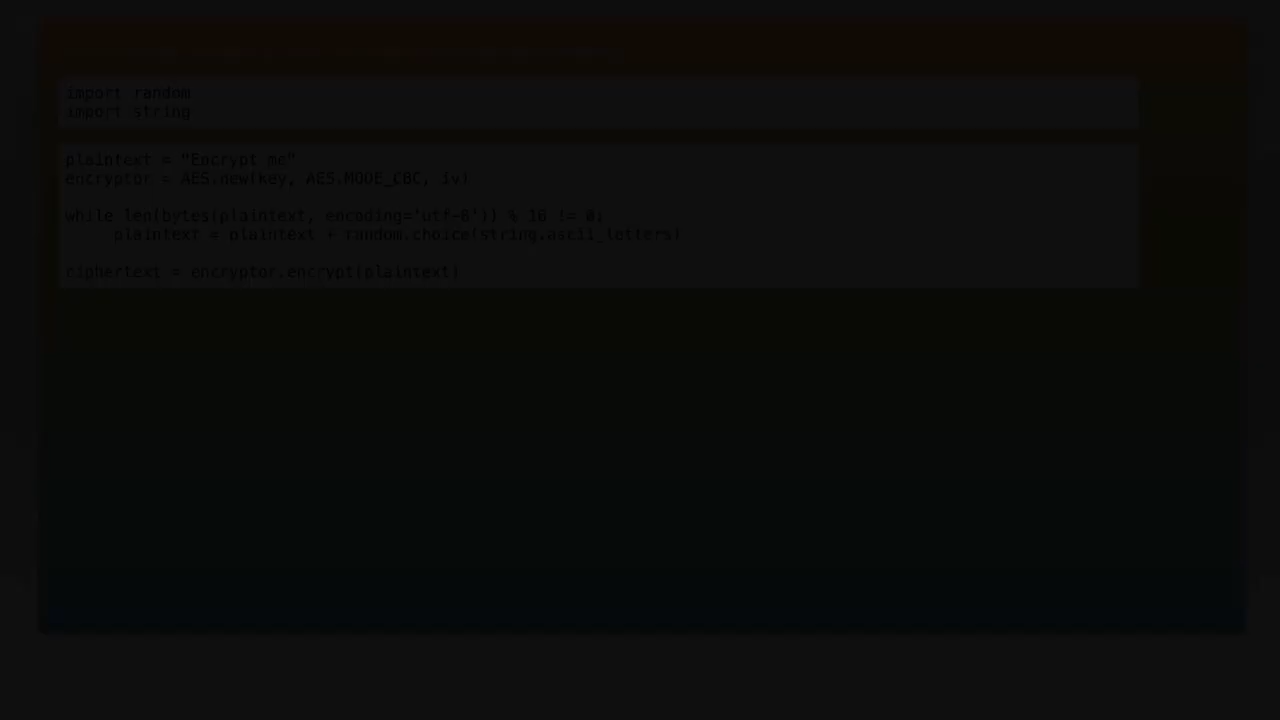 import random
import string
plaintext = "Encrypt me"
encryptor = AES.new(key, AES.MODE_CBC, iv)
while len(bytes(plaintext, encoding='utf-8')) % 16 != 0:
plaintext = plaintext + random.choice(string.ascii_letters)
ciphertext = encryptor.encrypt(plaintext)